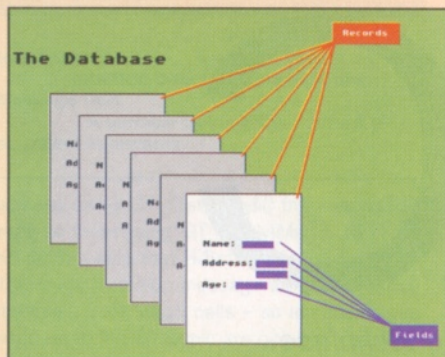 Records
The Database
Name:
Address:
Age:
Fields